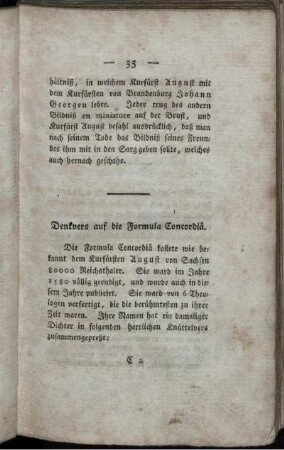 — 35 —
hältniß, in welchem Kurfürst August mit
dem Kurfürsten von Brandenburg Johann
Georgen lebte. Jeder trug des andern
Bildniß en miniature auf der Brust, und
Kurfürst August befahl ausdrücklich, daß man
nach seinem Tode das Bildniß seines Freun-
des ihm mit in den Sarg geben sollte, welches
auch hernach geschahe.
Denkvers auf die Formula Concordiä.
Die Formula Concordiä kostete wie be-
kannt dem Kurfürsten August von Sachsen
80000 Reichsthaler. Sie ward im Jahre
1580 völlig geendigt, und wurde auch in die-
sem Jahre publicirt. Sie ward von 6 Theo-
logen verfertigt, die die berühmtesten zu ihrer
Zeit waren. Ihre Namen hat ein damaliger
Dichter in folgenden herrlichen Knüttelvers
zusammengepreßt:
C 2